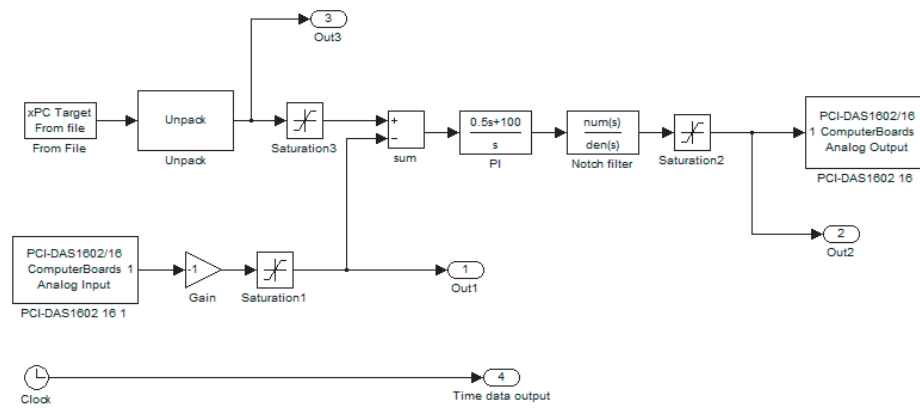 3
Out3
xPC Target
From file
From File
Unpack
Unpack
Saturation3
+
−
sum
0.5s+100
s
PI
num(s)
den(s)
Notch filter
Saturation2
PCI-DAS1602/16
1 ComputerBoards
Analog Output
PCI-DAS1602 16
2
Out2
PCI-DAS1602/16
ComputerBoards 1
Analog Input
PCI-DAS1602 16 1
-1
Gain
Saturation1
1
Out1
Clock
4
Time data output